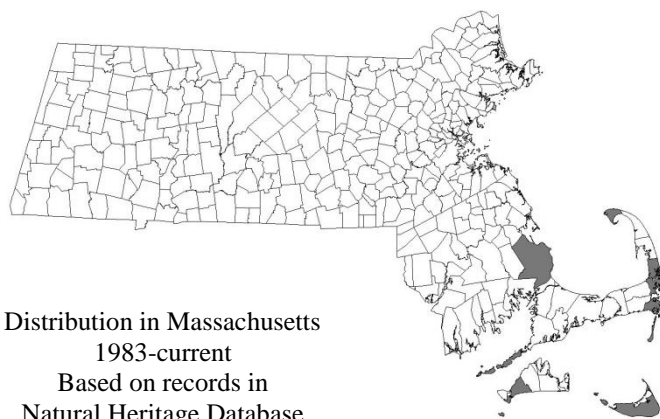 Distribution in Massachusetts
1983-current
Based on records in
Natural Heritage Database